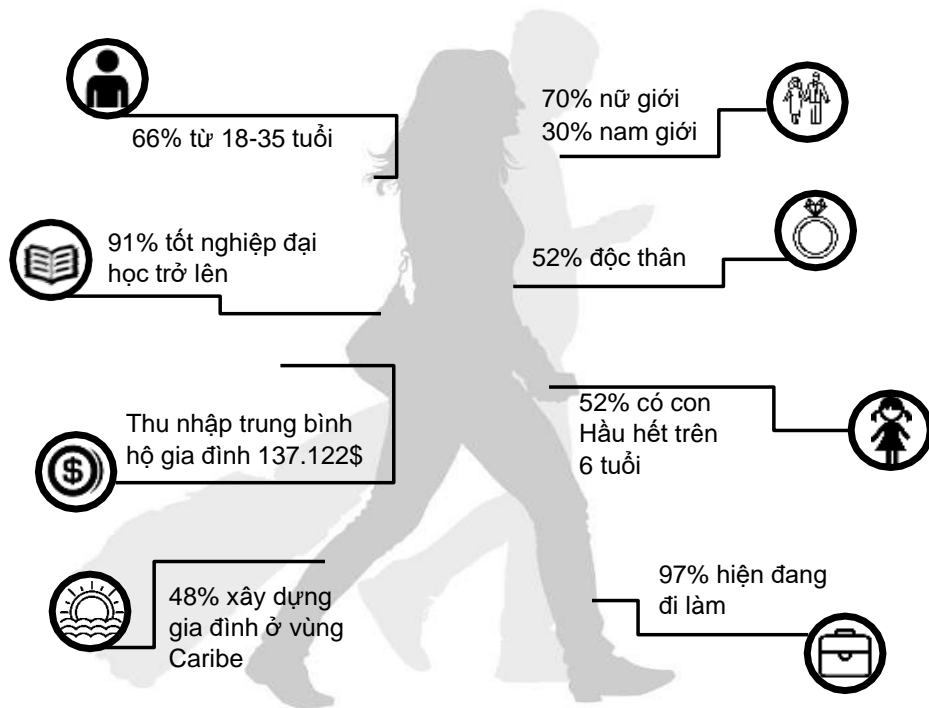 66% từ 18-35 tuổi
70% nữ giới
30% nam giới
91% tốt nghiệp đại
học trở lên
52% độc thân
Thu nhập trung bình
hộ gia đình 137.122$
52% có con
Hầu hết trên
6 tuổi
48% xây dựng
gia đình ở vùng
Caribe
97% hiện đang
đi làm